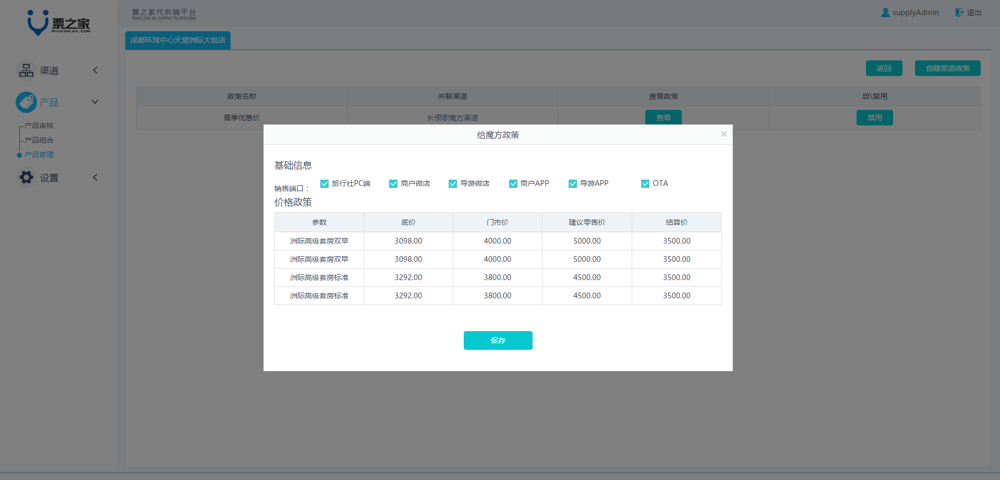 票之家
PIAOZHIJIA.COM
票之家代供销平台
PIAO ZHI JIA SUPPLY PLATFORM
supplyAdmin
退出
渠道
产品
产品审核
产品组合
产品管理
设置
成都环球中心天堂洲际大饭店
返回 创建渠道政策
政策名称 关联渠道 查看政策 启\禁用
夏季优惠价 长恨歌魔方渠道 查看 禁用
给魔方政策 ×
基础信息
销售端口： 旅行社PC端 商户微店 导游微店 商户APP 导游APP OTA
价格政策
参数 底价 门市价 建议零售价 结算价
洲际高级套房双早 3098.00 4000.00 5000.00 3500.00
洲际高级套房双早 3098.00 4000.00 5000.00 3500.00
洲际高级套房标准 3292.00 3800.00 4500.00 3500.00
洲际高级套房标准 3292.00 3800.00 4500.00 3500.00
保存